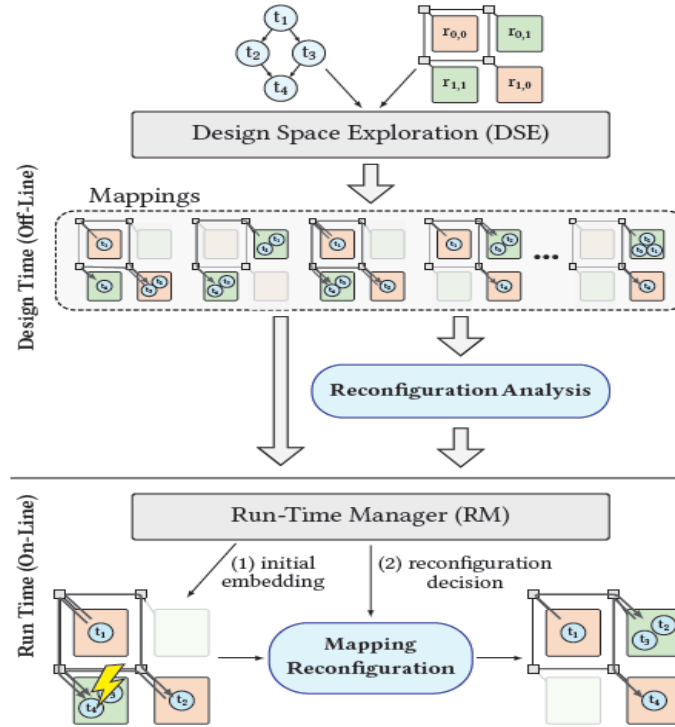 t1
t2
t3
t4
r0,0
r0,1
r1,1
r1,0
Design Space Exploration (DSE)
Design Time (Off-Line)
Mappings
...
Reconfiguration Analysis
Run Time (On-Line)
Run-Time Manager (RM)
(1) initial
embedding
(2) reconfiguration
decision
t1
t4
t2
Mapping
Reconfiguration
t1
t2
t3
t4